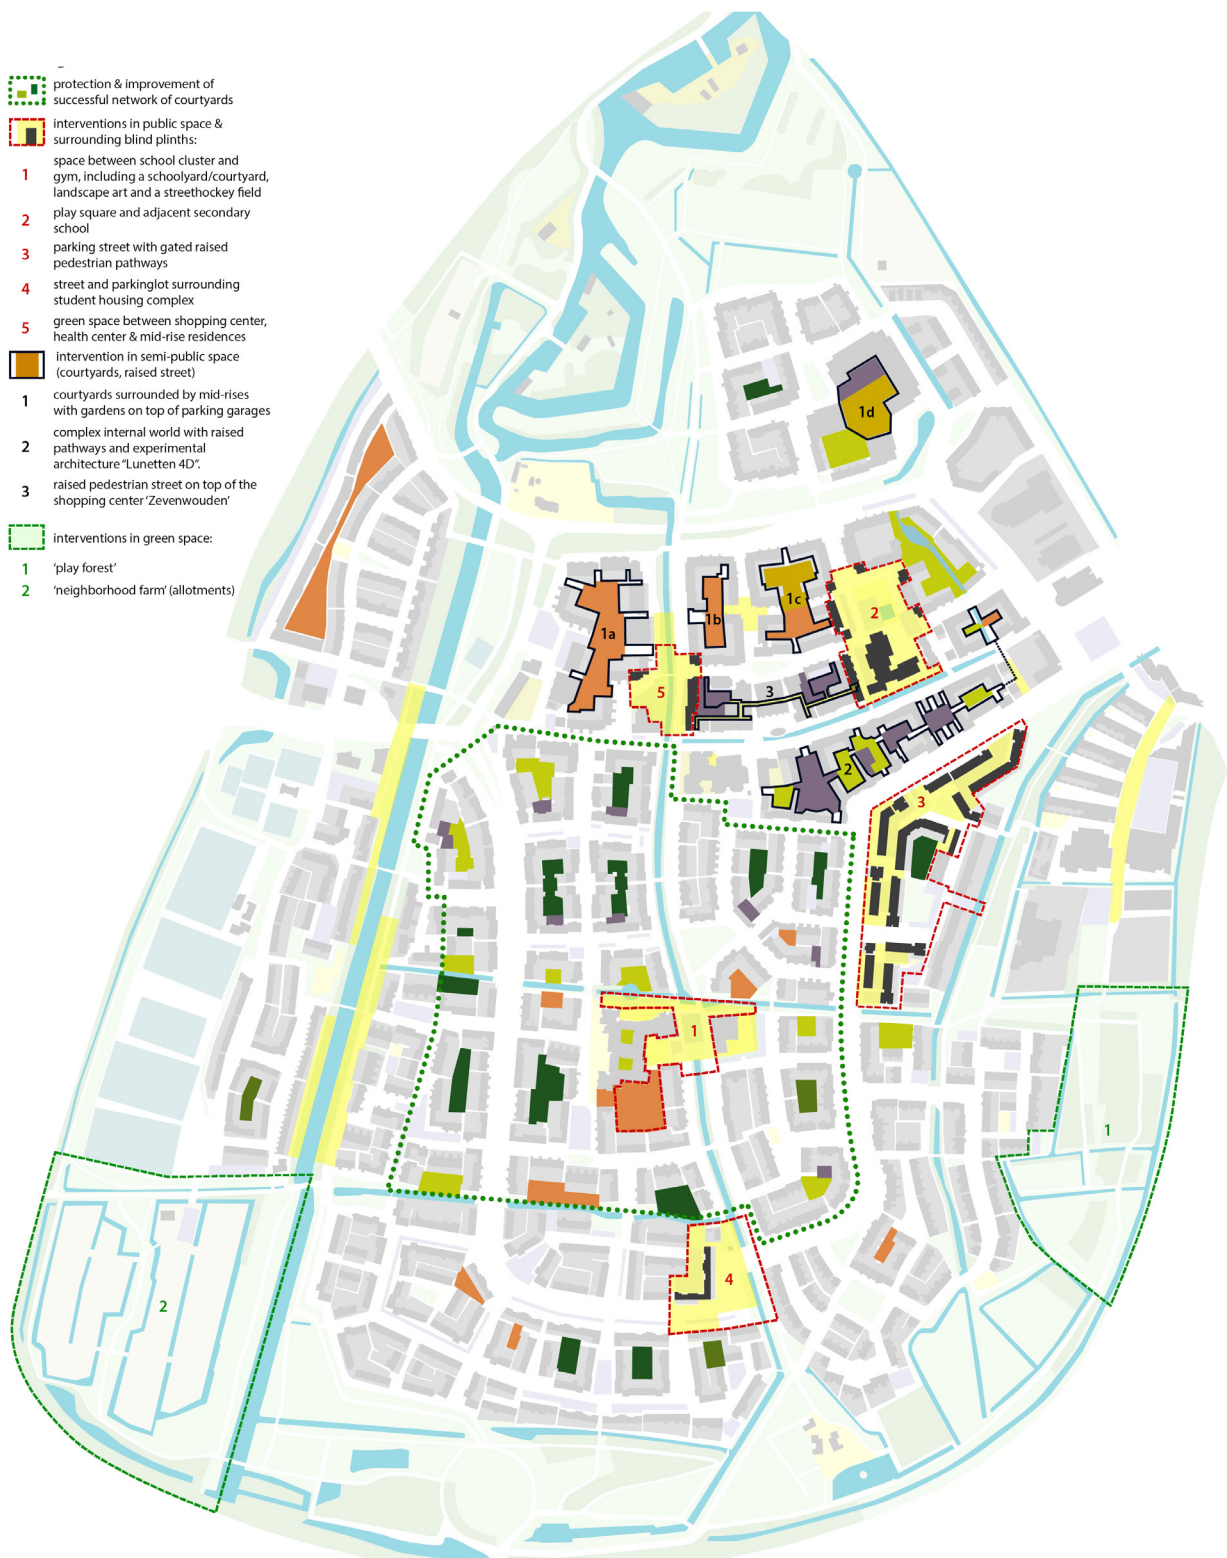 protection & improvement of
successful network of courtyards
interventions in public space &
surrounding blind plinths:
1 space between school cluster and
gym, including a schoolyard/courtyard,
landscape art and a streethockey field
2 play square and adjacent secondary
school
3 parking street with gated raised
pedestrian pathways
4 street and parkinglot surrounding
student housing complex
5 green space between shopping center,
health center & mid-rise residences
intervention in semi-public space
(courtyards, raised street)
1 courtyards surrounded by mid-rises
with gardens on top of parking garages
2 complex internal world with raised
pathways and experimental
architecture "Lunetten 4D".
3 raised pedestrian street on top of the
shopping center 'Zevenwouden'
interventions in green space:
1 'play forest'
2 'neighborhood farm' (allotments)
1d
1c
1b
1a
2
5
3
2
3
1
1
4
2